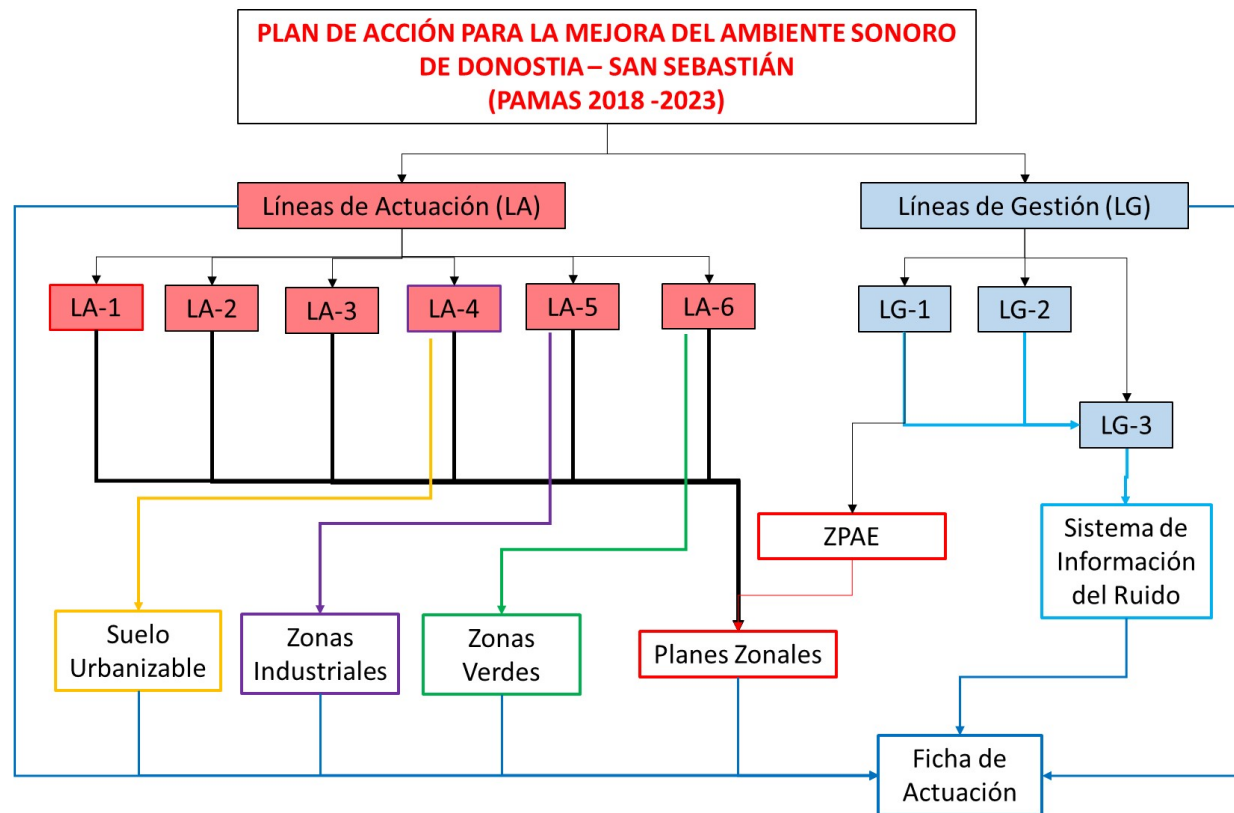 PLAN DE ACCIÓN PARA LA MEJORA DEL AMBIENTE SONORO
DE DONOSTIA – SAN SEBASTIÁN
(PAMAS 2018 -2023)
Líneas de Actuación (LA)
Líneas de Gestión (LG)
LA-1
LA-2
LA-3
LA-4
LA-5
LA-6
LG-1
LG-2
LG-3
ZPAE
Sistema de
Información
del Ruido
Suelo
Urbanizable
Zonas
Industriales
Zonas
Verdes
Planes Zonales
Ficha de
Actuación